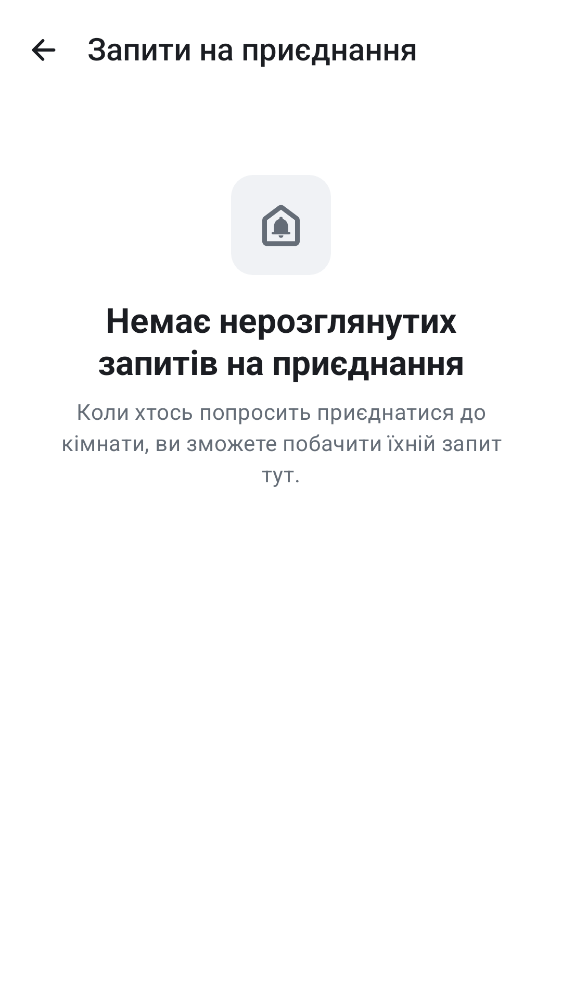 Запити на приєднання
Немає нерозглянутих
запитів на приєднання
Коли хтось попросить приєднатися до
кімнати, ви зможете побачити їхній запит
тут.